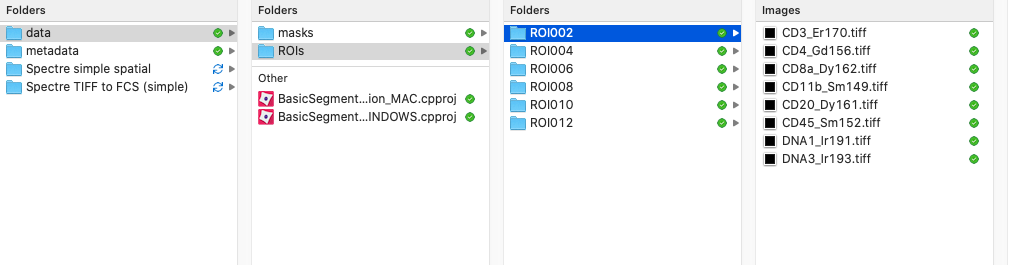 Folders
data
metadata
Spectre simple spatial
Spectre TIFF to FCS (simple)
Folders
masks
ROIs
Other
BasicSegment...ion_MAC.cpproj
BasicSegment...INDOWS.cpproj
Folders
ROI002
ROI004
ROI006
ROI008
ROI010
ROI012
Images
CD3_Er170.tiff
CD4_Gd156.tiff
CD8a_Dy162.tiff
CD11b_Sm149.tiff
CD20_Dy161.tiff
CD45_Sm152.tiff
DNA1_Ir191.tiff
DNA3_Ir193.tiff